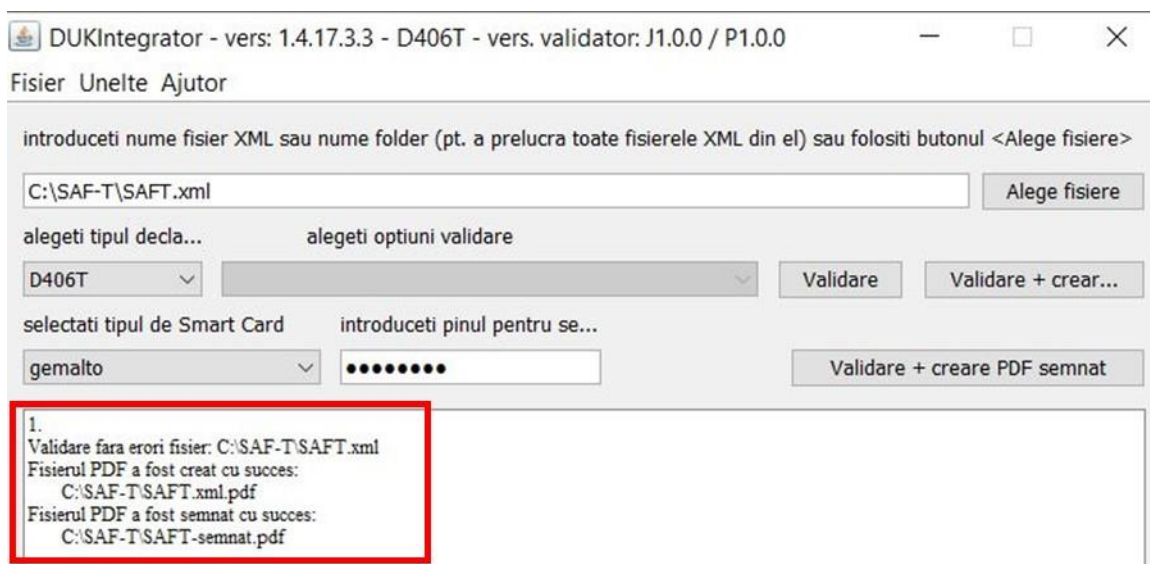 DUKIntegrator - vers: 1.4.17.3.3 - D406T - vers. validator: J1.0.0 / P1.0.0
Fisier Unelte Ajutor
introduceti nume fisier XML sau nume folder (pt. a prelucra toate fisierele XML din el) sau folositi butonul <Alege fisiere>
C:\SAF-T\SAFT.xml Alege fisiere
alegeti tipul decla... alegeti optiuni validare
D406T Validare Validare + crear...
selectati tipul de Smart Card introduceti pinul pentru se...
gemalto ●●●●●●●● Validare + creare PDF semnat
1.
Validare fara erori fisier: C:\SAF-T\SAFT.xml
Fisierul PDF a fost creat cu succes:
C:\SAF-T\SAFT.xml.pdf
Fisierul PDF a fost semnat cu succes:
C:\SAF-T\SAFT-semnat.pdf